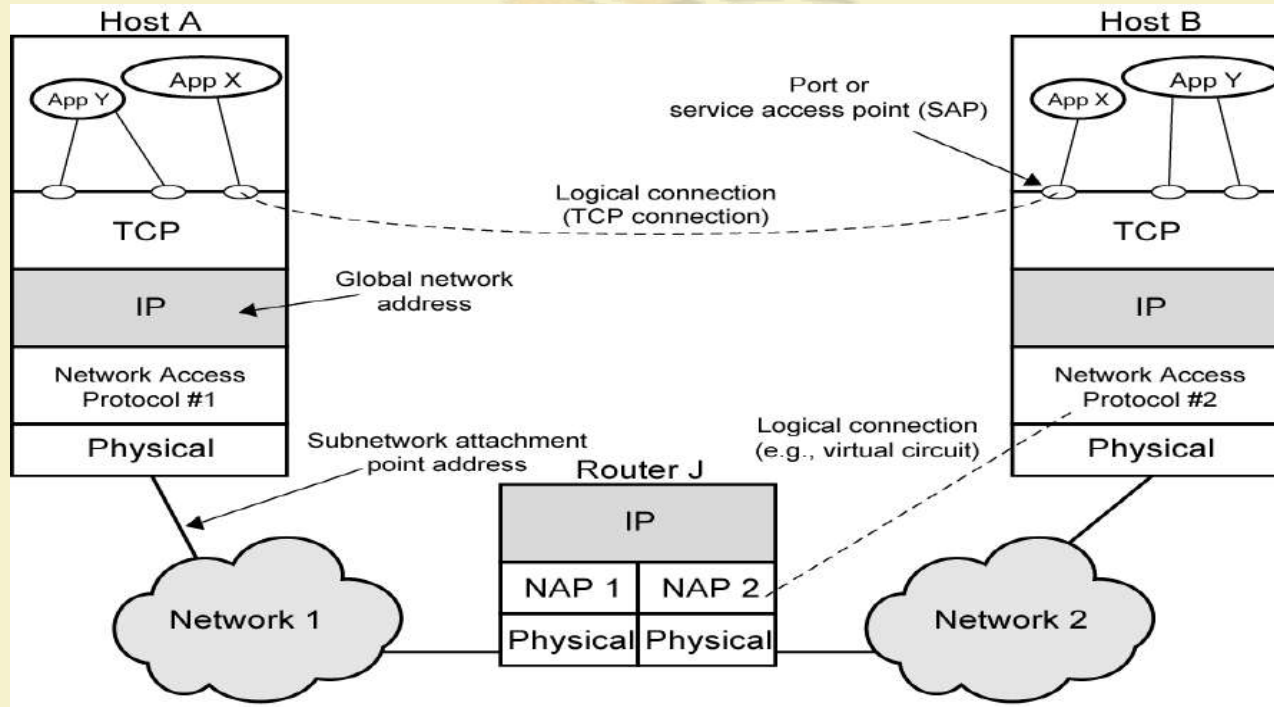 Host A
App Y
App X
TCP
IP
Network Access
Protocol #1
Physical
Global network
address
Subnetwork attachment
point address
Logical connection
(TCP connection)
Port or
service access point (SAP)
Host B
App X
App Y
TCP
IP
Network Access
Protocol #2
Physical
Logical connection
(e.g., virtual circuit)
Router J
IP
NAP 1
NAP 2
Physical
Physical
Network 1
Network 2